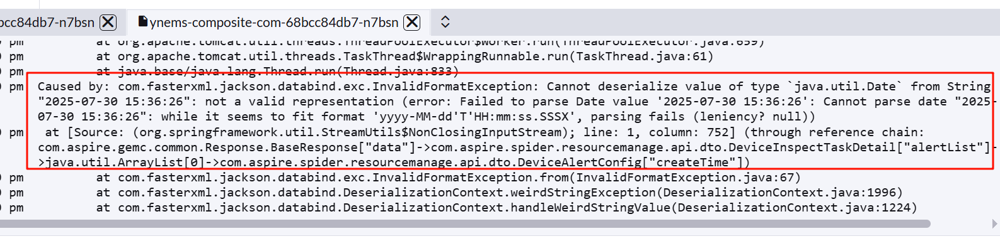 bcc84db7-n7bsn ynems-composite-com-68bcc84db7-n7bsn
pm at org.apache.tomcat.util.threads.ThreadPoolExecutor$Worker.run(ThreadPoolExecutor.java:659)
pm at org.apache.tomcat.util.threads.TaskThread$WrappingRunnable.run(TaskThread.java:61)
pm at java.base/java.lang.Thread.run(Thread.java:833)
pm Caused by: com.fasterxml.jackson.databind.exc.InvalidFormatException: Cannot deserialize value of type `java.util.Date` from String
"2025-07-30 15:36:26": not a valid representation (error: Failed to parse Date value '2025-07-30 15:36:26': Cannot parse date "2025-
07-30 15:36:26": while it seems to fit format 'yyyy-MM-dd'T'HH:mm:ss.SSSX', parsing fails (leniency? null))
pm at [Source: (org.springframework.util.StreamUtils$NonClosingInputStream); line: 1, column: 752] (through reference chain:
com.aspire.gemc.common.Response.BaseResponse["data"]->com.aspire.spider.resourcemanage.api.dto.DeviceInspectTaskDetail["alertList"]-
>java.util.ArrayList[0]->com.aspire.spider.resourcemanage.api.dto.DeviceAlertConfig["createTime"])
pm at com.fasterxml.jackson.databind.exc.InvalidFormatException.from(InvalidFormatException.java:67)
pm at com.fasterxml.jackson.databind.DeserializationContext.weirdStringException(DeserializationContext.java:1996)
pm at com.fasterxml.jackson.databind.DeserializationContext.handleWeirdStringValue(DeserializationContext.java:1224)